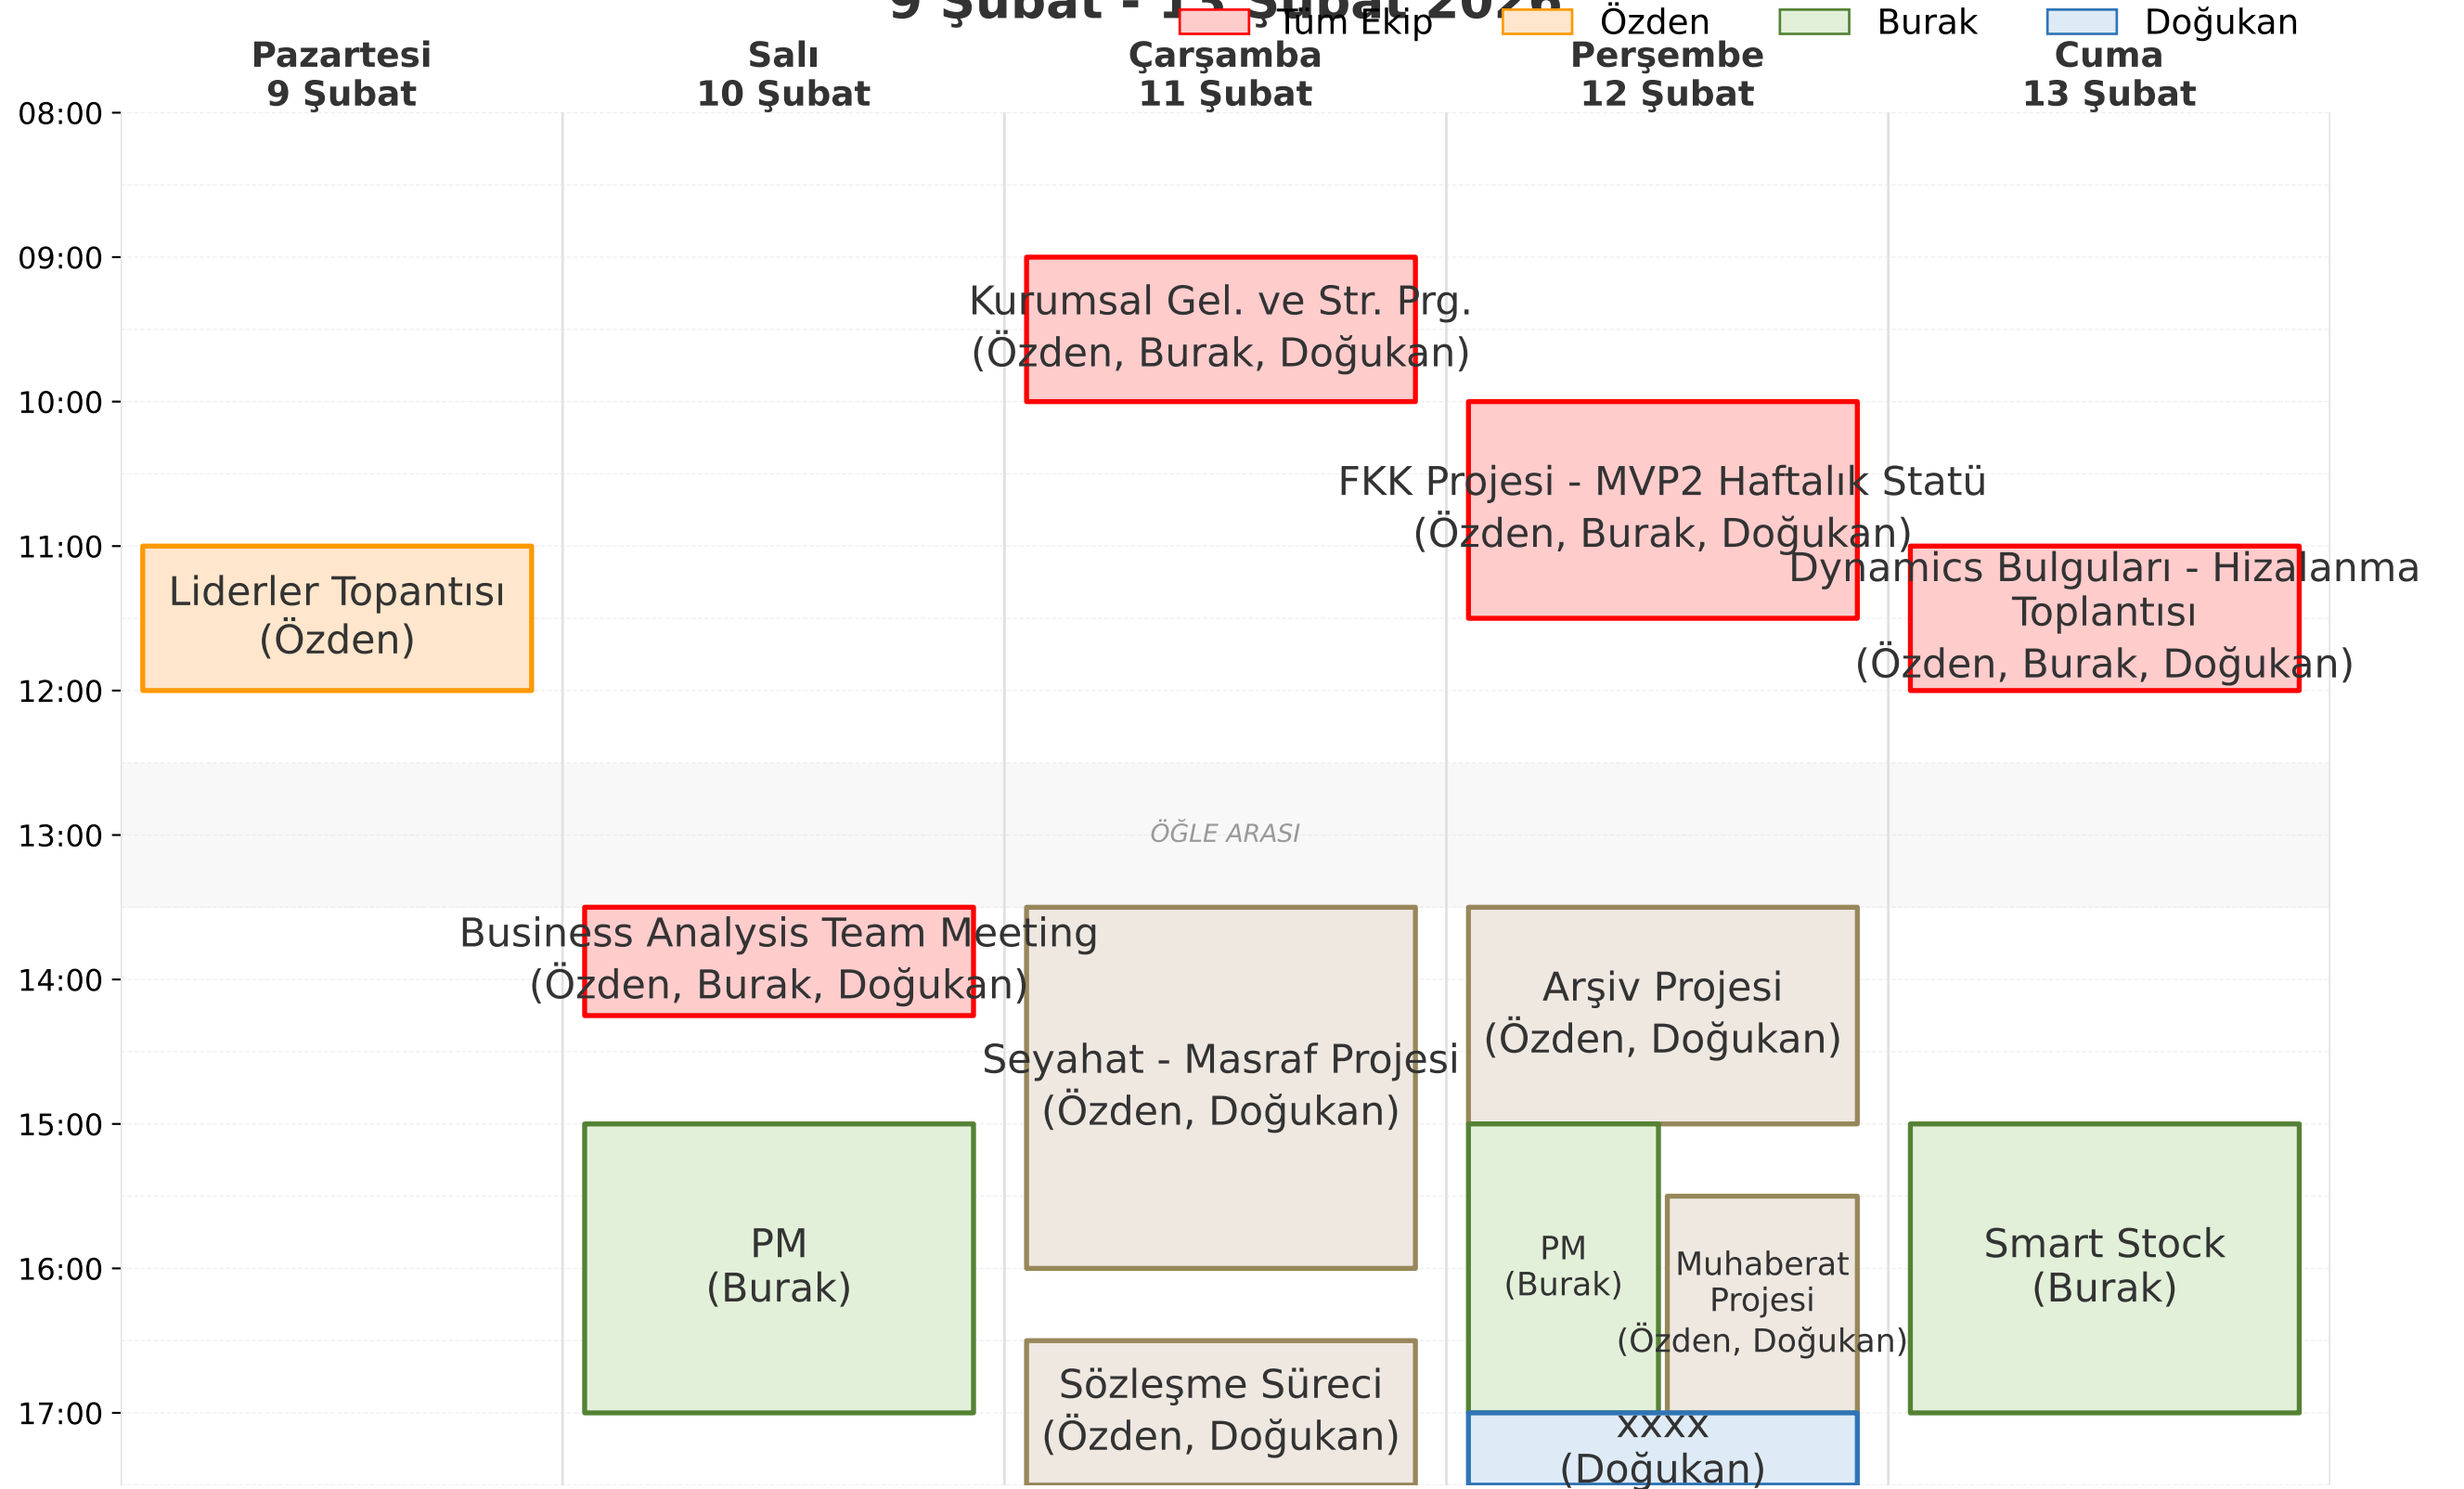 9 Şubat - 13 Şubat 2026
Tüm Ekip
Özden
Burak
Doğukan
Pazartesi
9 Şubat
Salı
10 Şubat
Çarşamba
11 Şubat
Perşembe
12 Şubat
Cuma
13 Şubat
08:00
09:00
Kurumsal Gel. ve Str. Prg.
(Özden, Burak, Doğukan)
10:00
FKK Projesi - MVP2 Haftalık Statü
(Özden, Burak, Doğukan)
11:00
Liderler Topantısı
(Özden)
Dynamics Bulguları - Hizalanma
Toplantısı
(Özden, Burak, Doğukan)
12:00
13:00
ÖĞLE ARASI
Business Analysis Team Meeting
(Özden, Burak, Doğukan)
14:00
Seyahat - Masraf Projesi
(Özden, Doğukan)
Arşiv Projesi
(Özden, Doğukan)
15:00
PM
(Burak)
PM
(Burak)
Muhaberat
Projesi
(Özden, Doğukan)
Smart Stock
(Burak)
16:00
Sözleşme Süreci
(Özden, Doğukan)
17:00
xxxx
(Doğukan)